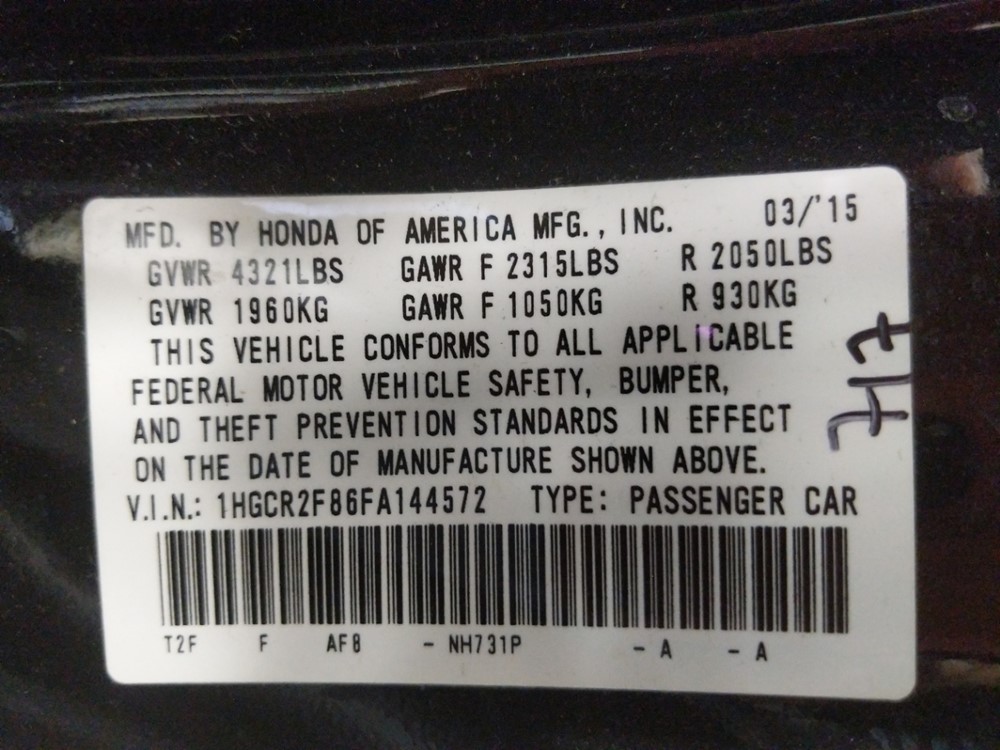 MFD. BY HONDA OF AMERICA MFG., INC. 03/'15
GVWR 4321LBS GAWR F 2315LBS R 2050LBS
GVWR 1960KG GAWR F 1050KG R 930KG
THIS VEHICLE CONFORMS TO ALL APPLICABLE
FEDERAL MOTOR VEHICLE SAFETY, BUMPER,
AND THEFT PREVENTION STANDARDS IN EFFECT
ON THE DATE OF MANUFACTURE SHOWN ABOVE.
V.I.N.: 1HGCR2F86FA144572 TYPE: PASSENGER CAR
T2F F AF8 - NH731P - A - A